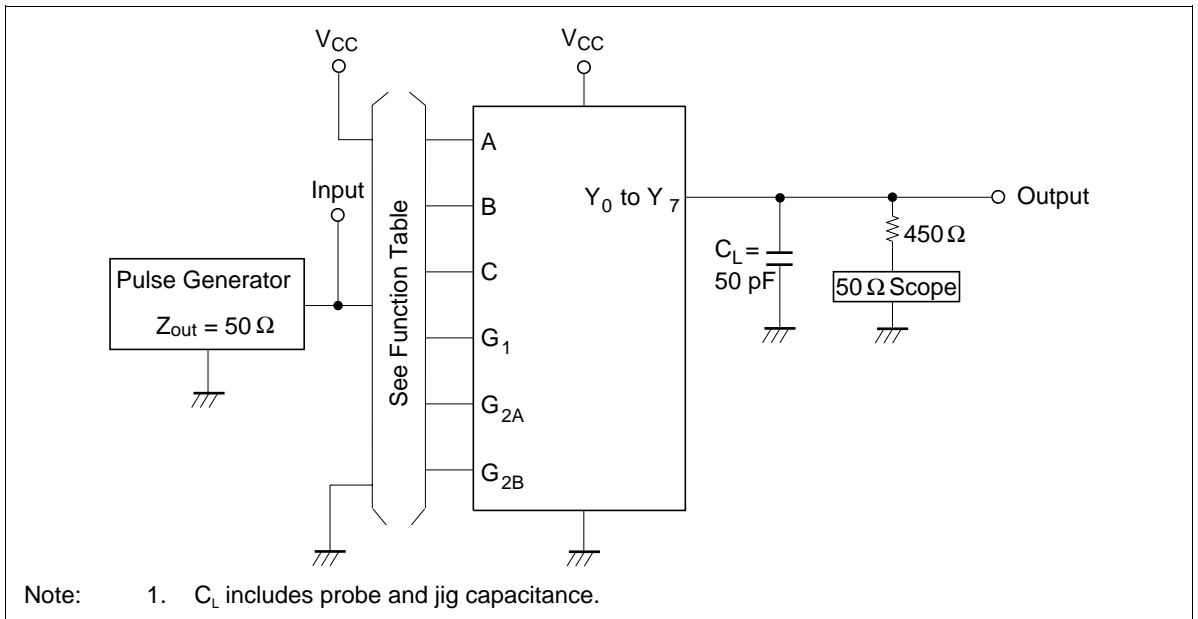 VCC
VCC
A
Input
B
Y0 to Y7
Output
See Function Table
450 Ω
CL =
50 pF
C
Pulse Generator
50 Ω Scope
Zout = 50 Ω
G1
G2A
G2B
Note: 1. CL includes probe and jig capacitance.